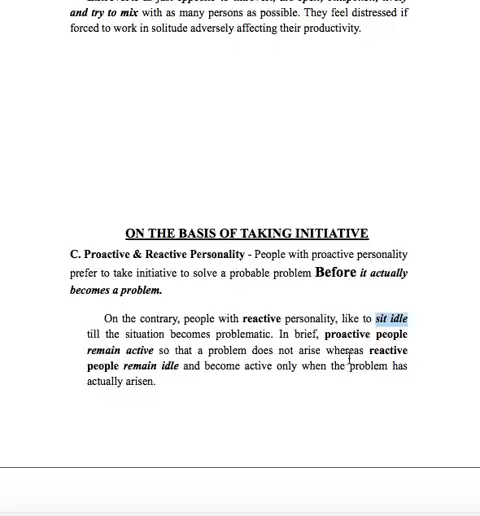 and try to mix with as many persons as possible. They feel distressed if
forced to work in solitude adversely affecting their productivity.
ON THE BASIS OF TAKING INITIATIVE
C. Proactive & Reactive Personality - People with proactive personality
prefer to take initiative to solve a probable problem Before it actually
becomes a problem.
On the contrary, people with reactive personality, like to sit idle
till the situation becomes problematic. In brief, proactive people
remain active so that a problem does not arise whereas reactive
people remain idle and become active only when the problem has
actually arisen.